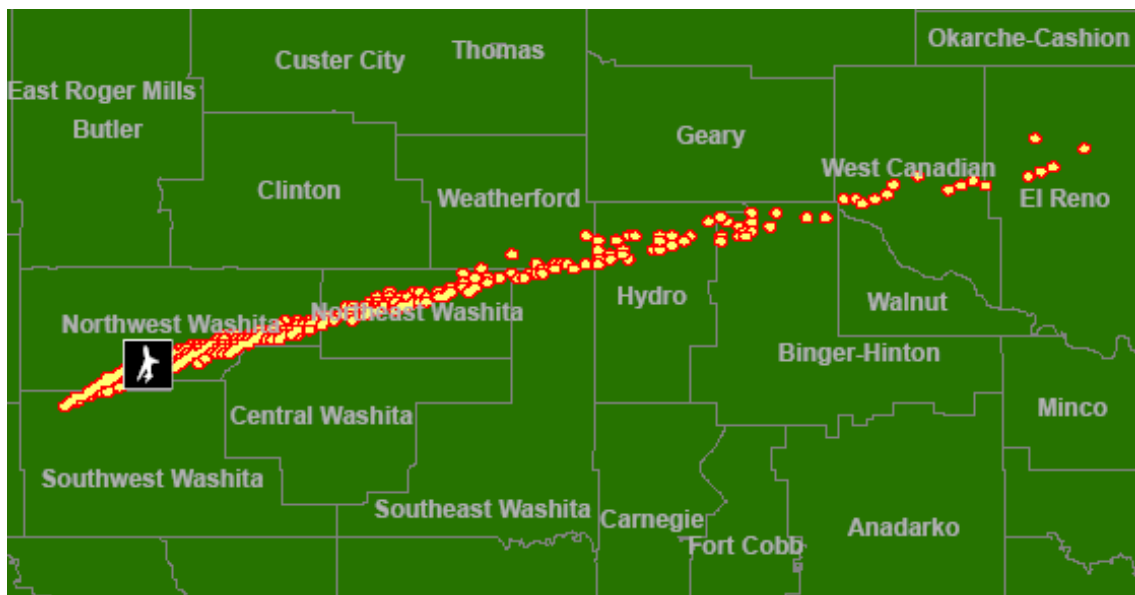 Okarche-Cashion
Thomas
Custer City
East Roger Mills
Butler
Geary
West Canadian
Clinton
Weatherford
El Reno
Hydro
Walnut
Northwest Washita
Northeast Washita
Binger-Hinton
Central Washita
Minco
Southwest Washita
Southeast Washita
Carnegie
Anadarko
Fort Cobb